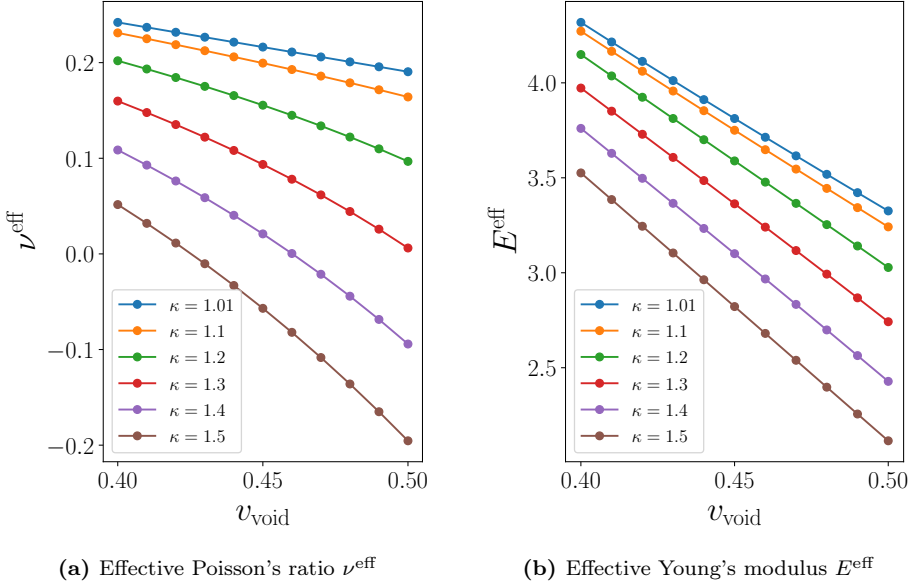 0.2
0.1
0.0
−0.1
−0.2
ν^eff
κ = 1.01
κ = 1.1
κ = 1.2
κ = 1.3
κ = 1.4
κ = 1.5
0.40 0.45 0.50
v_void
(a) Effective Poisson's ratio ν^eff
4.0
3.5
3.0
2.5
E^eff
κ = 1.01
κ = 1.1
κ = 1.2
κ = 1.3
κ = 1.4
κ = 1.5
0.40 0.45 0.50
v_void
(b) Effective Young's modulus E^eff